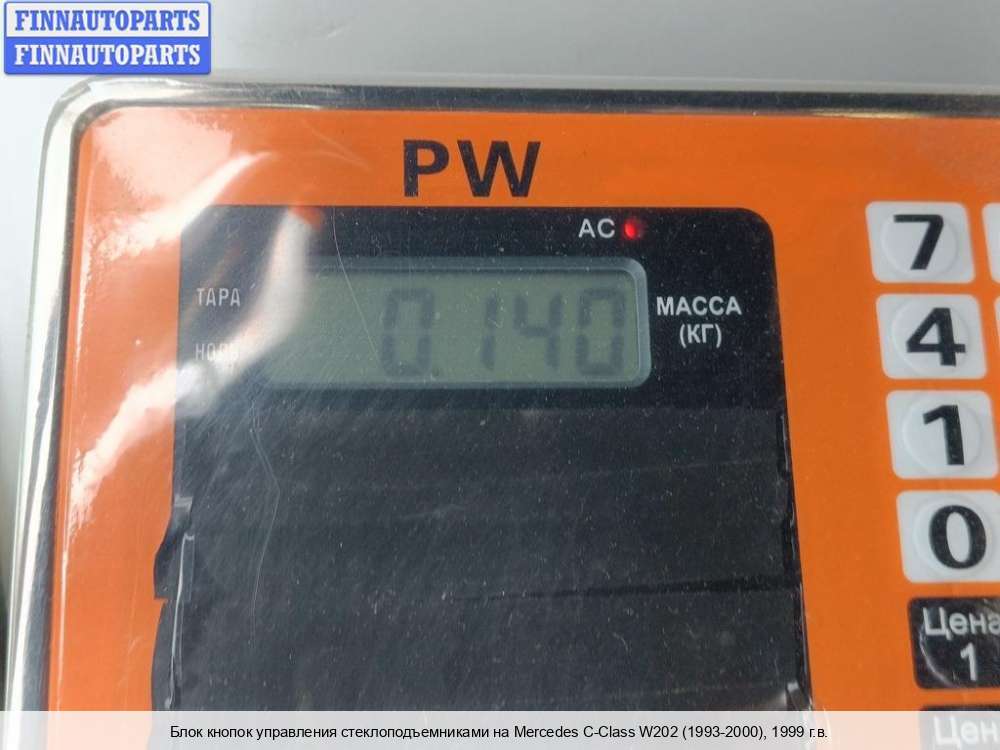 FINNAUTOPARTS
FINNAUTOPARTS
PW
AC
7
ТАРА
0.140
МАССА
(КГ)
4
1
0
Цена
1
Блок кнопок управления стеклоподъемниками на Mercedes C-Class W202 (1993-2000), 1999 г.в.